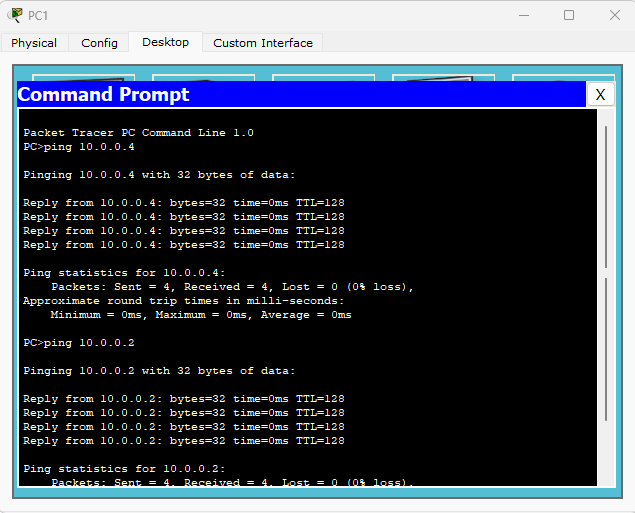 PC1
Physical Config Desktop Custom Interface
Command Prompt X
Packet Tracer PC Command Line 1.0
PC>ping 10.0.0.4
Pinging 10.0.0.4 with 32 bytes of data:
Reply from 10.0.0.4: bytes=32 time=0ms TTL=128
Reply from 10.0.0.4: bytes=32 time=0ms TTL=128
Reply from 10.0.0.4: bytes=32 time=0ms TTL=128
Reply from 10.0.0.4: bytes=32 time=0ms TTL=128
Ping statistics for 10.0.0.4:
Packets: Sent = 4, Received = 4, Lost = 0 (0% loss),
Approximate round trip times in milli-seconds:
Minimum = 0ms, Maximum = 0ms, Average = 0ms
PC>ping 10.0.0.2
Pinging 10.0.0.2 with 32 bytes of data:
Reply from 10.0.0.2: bytes=32 time=0ms TTL=128
Reply from 10.0.0.2: bytes=32 time=0ms TTL=128
Reply from 10.0.0.2: bytes=32 time=0ms TTL=128
Reply from 10.0.0.2: bytes=32 time=0ms TTL=128
Ping statistics for 10.0.0.2:
Packets: Sent = 4, Received = 4, Lost = 0 (0% loss),